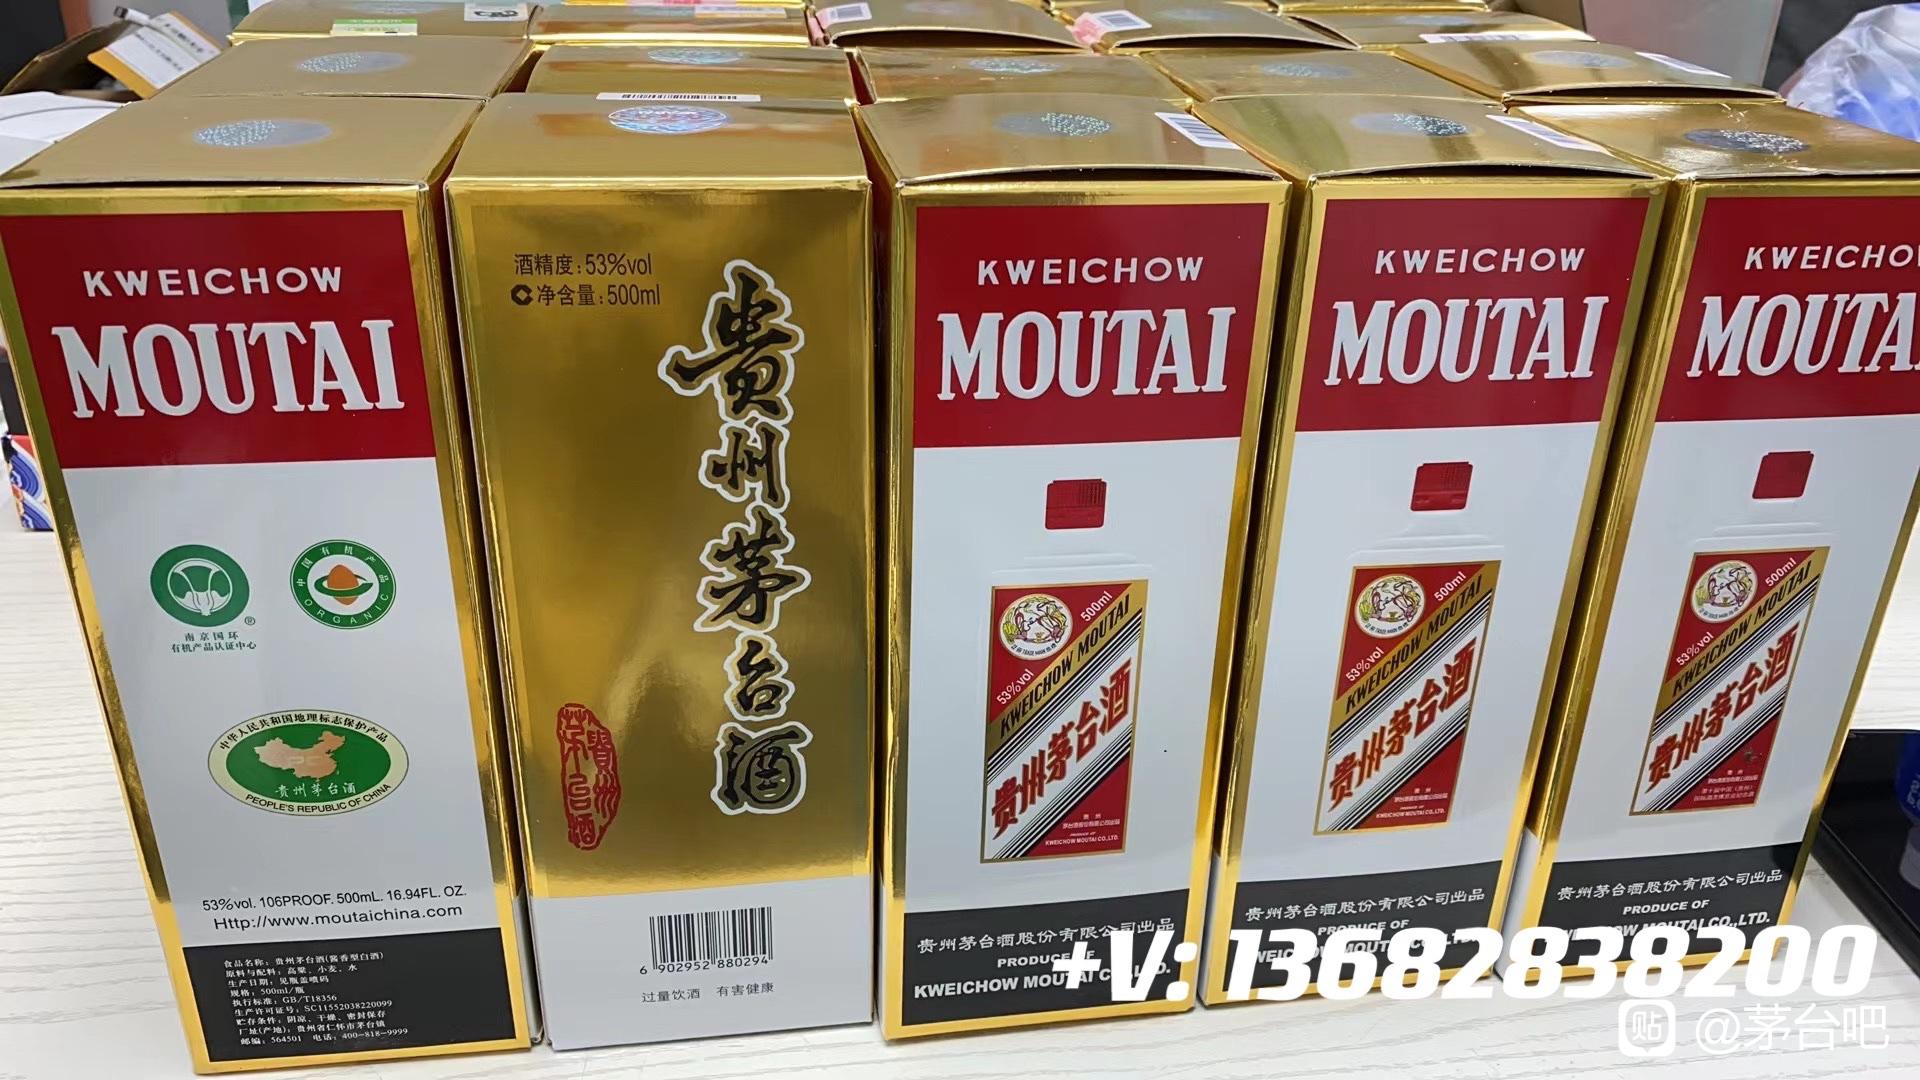 KWEICHOW
MOUTAI
南京国环
有机产品认证中心
®
中国有机产品
ORGANIC
中华人民共和国地理标志保护产品
贵州茅台酒
PEOPLE'S REPUBLIC OF CHINA
53%vol. 106PROOF. 500mL. 16.94FL. OZ.
Http://www.moutaichina.com
食品名称：贵州茅台酒(酱香型白酒)
原料与配料：高粱、小麦、水
生产日期：见瓶盖喷码
规格：500ml/瓶
执行标准：GB/T18356
生产许可证号：SC11552038220099
贮存条件：阴凉、干燥、密封保存
厂址(产地)：贵州省仁怀市茅台镇
邮编：564501 电话：400-818-9999
酒精度：53%vol
净含量：500ml
贵州茅台酒
贵州茅台酒
6 902952 880294
过量饮酒 有害健康
KWEICHOW
MOUTAI
500ml
53%vol
KWEICHOW MOUTAI
贵州茅台酒
贵州
KWEICHOW MOUTAI CO., LTD.
贵州茅台酒股份有限公司出品
PRODUCE OF
KWEICHOW MOUTAI CO., LTD.
KWEICHOW
MOUTAI
500ml
53%vol
KWEICHOW MOUTAI
贵州茅台酒
贵州
KWEICHOW MOUTAI CO., LTD.
贵州茅台酒股份有限公司出品
PRODUCE OF
KWEICHOW
MOUTAI
500ml
53%vol
KWEICHOW MOUTAI
贵州茅台酒
贵州
贵州茅台酒股份有限公司出品
PRODUCE OF
+V: 13682838200
贴 @茅台吧